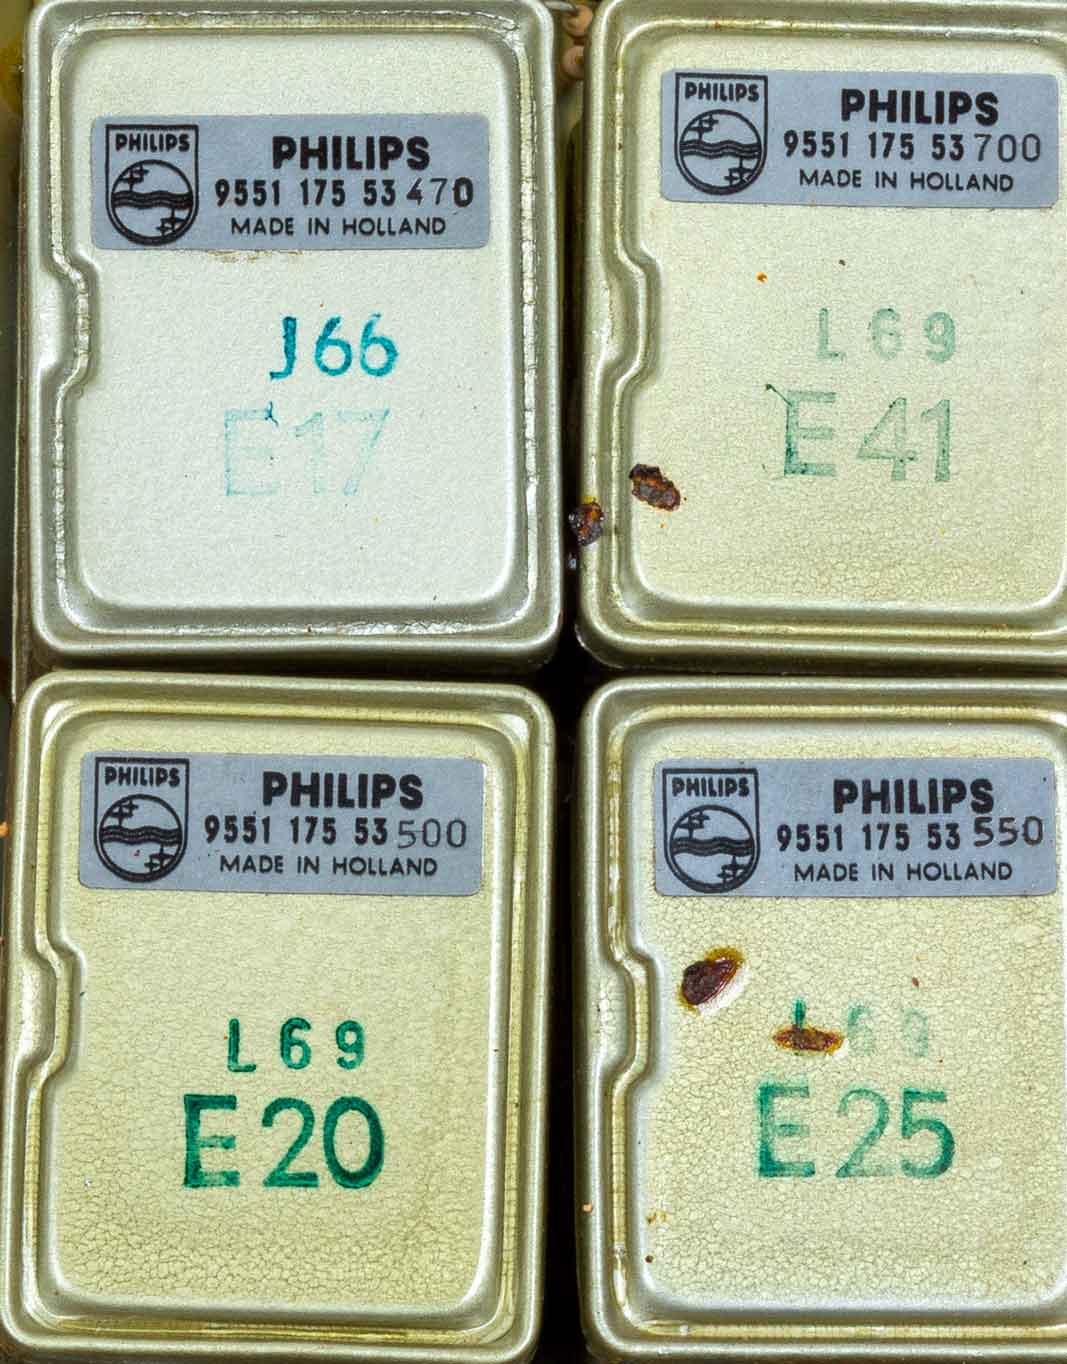 PHILIPS
PHILIPS
9551 175 53 470
MADE IN HOLLAND
J66
E17
PHILIPS
PHILIPS
9551 175 53 700
MADE IN HOLLAND
L69
E41
PHILIPS
PHILIPS
9551 175 53 500
MADE IN HOLLAND
L69
E20
PHILIPS
PHILIPS
9551 175 53 550
MADE IN HOLLAND
L69
E25